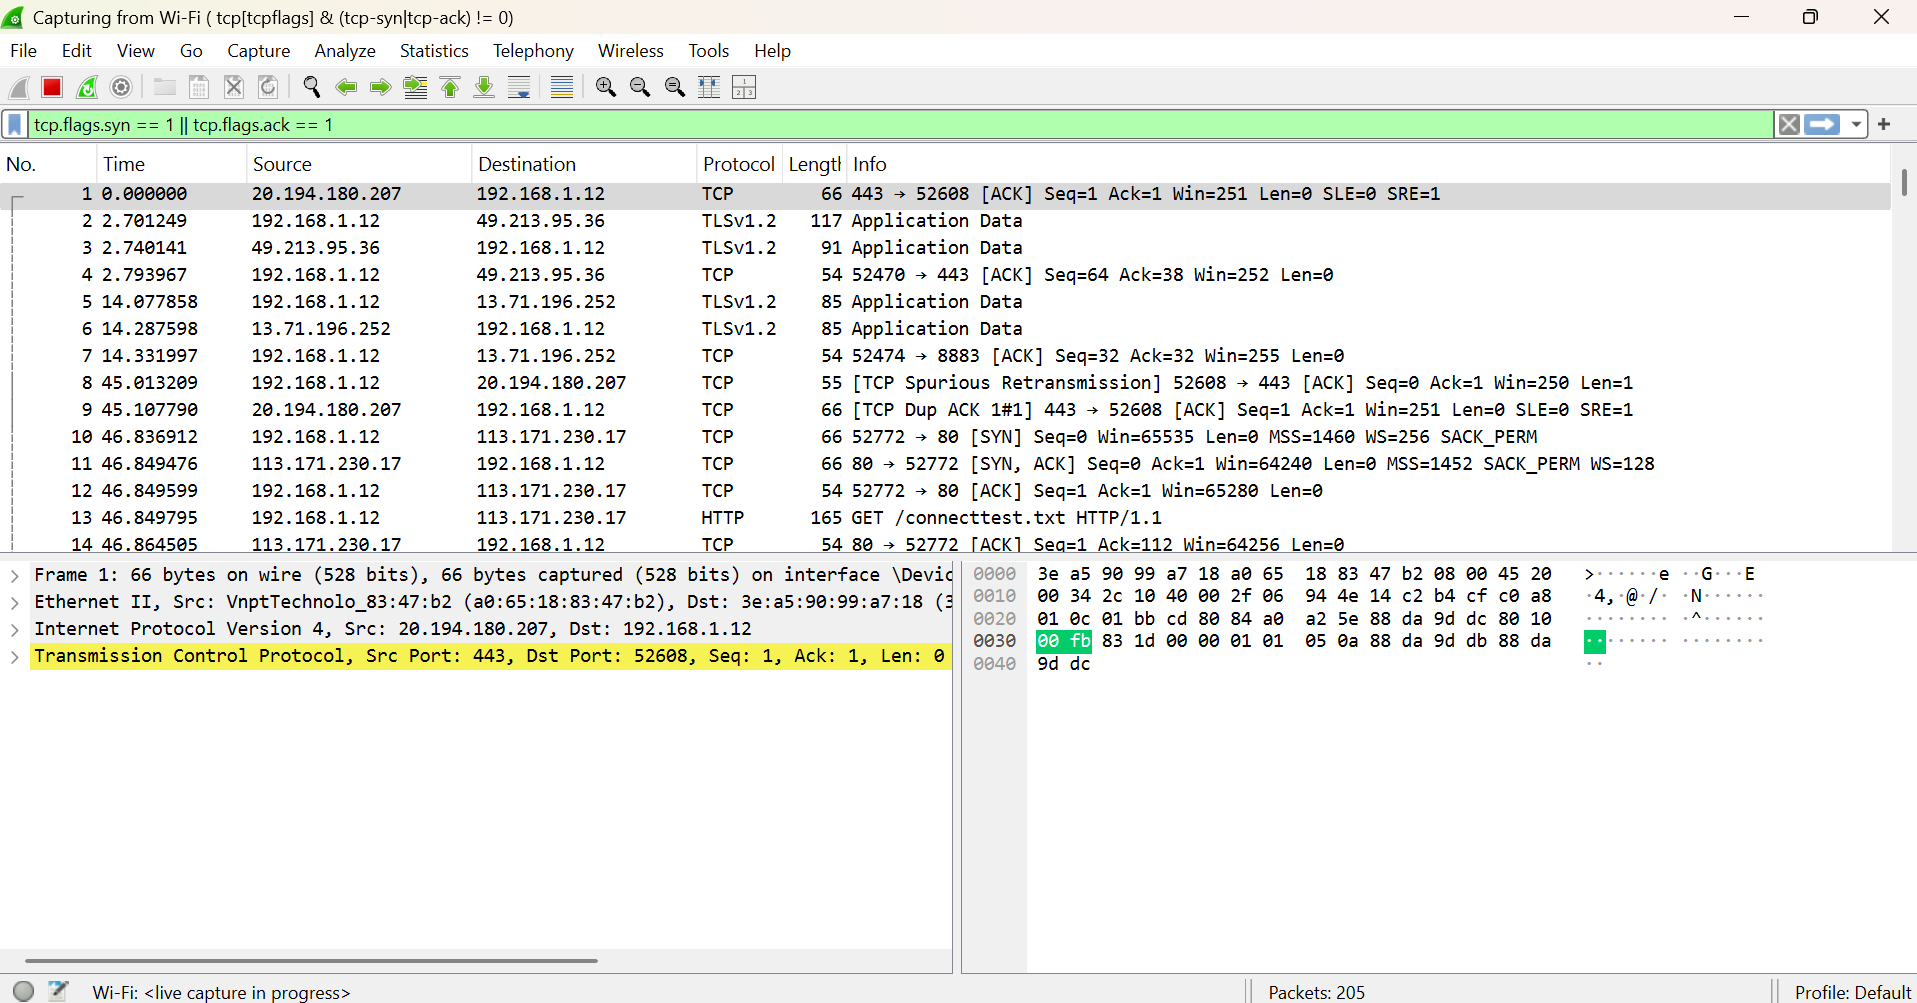 Capturing from Wi-Fi ( tcp[tcpflags] & (tcp-syn|tcp-ack) != 0)
File Edit View Go Capture Analyze Statistics Telephony Wireless Tools Help
tcp.flags.syn == 1 || tcp.flags.ack == 1
No. Time Source Destination Protocol Lengtl Info
1 0.000000 20.194.180.207 192.168.1.12 TCP 66 443 → 52608 [ACK] Seq=1 Ack=1 Win=251 Len=0 SLE=0 SRE=1
2 2.701249 192.168.1.12 49.213.95.36 TLSv1.2 117 Application Data
3 2.740141 49.213.95.36 192.168.1.12 TLSv1.2 91 Application Data
4 2.793967 192.168.1.12 49.213.95.36 TCP 54 52470 → 443 [ACK] Seq=64 Ack=38 Win=252 Len=0
5 14.077858 192.168.1.12 13.71.196.252 TLSv1.2 85 Application Data
6 14.287598 13.71.196.252 192.168.1.12 TLSv1.2 85 Application Data
7 14.331997 192.168.1.12 13.71.196.252 TCP 54 52474 → 8883 [ACK] Seq=32 Ack=32 Win=255 Len=0
8 45.013209 192.168.1.12 20.194.180.207 TCP 55 [TCP Spurious Retransmission] 52608 → 443 [ACK] Seq=0 Ack=1 Win=250 Len=1
9 45.107790 20.194.180.207 192.168.1.12 TCP 66 [TCP Dup ACK 1#1] 443 → 52608 [ACK] Seq=1 Ack=1 Win=251 Len=0 SLE=0 SRE=1
10 46.836912 192.168.1.12 113.171.230.17 TCP 66 52772 → 80 [SYN] Seq=0 Win=65535 Len=0 MSS=1460 WS=256 SACK_PERM
11 46.849476 113.171.230.17 192.168.1.12 TCP 66 80 → 52772 [SYN, ACK] Seq=0 Ack=1 Win=64240 Len=0 MSS=1452 SACK_PERM WS=128
12 46.849599 192.168.1.12 113.171.230.17 TCP 54 52772 → 80 [ACK] Seq=1 Ack=1 Win=65280 Len=0
13 46.849795 192.168.1.12 113.171.230.17 HTTP 165 GET /connecttest.txt HTTP/1.1
14 46.864505 113.171.230.17 192.168.1.12 TCP 54 80 → 52772 [ACK] Seq=1 Ack=112 Win=64256 Len=0
Frame 1: 66 bytes on wire (528 bits), 66 bytes captured (528 bits) on interface \Devic
Ethernet II, Src: VnptTechnolo_83:47:b2 (a0:65:18:83:47:b2), Dst: 3e:a5:90:99:a7:18 (3
Internet Protocol Version 4, Src: 20.194.180.207, Dst: 192.168.1.12
Transmission Control Protocol, Src Port: 443, Dst Port: 52608, Seq: 1, Ack: 1, Len: 0
0000 3e a5 90 99 a7 18 a0 65 18 83 47 b2 08 00 45 20 >······e ··G···E
0010 00 34 2c 10 40 00 2f 06 94 4e 14 c2 b4 cf c0 a8 ·4,·@·/· ·N······
0020 01 0c 01 bb cd 80 84 a0 a2 5e 88 da 9d dc 80 10 ········ ·^······
0030 00 fb 83 1d 00 00 01 01 05 0a 88 da 9d db 88 da ········ ········
0040 9d dc ··
Wi-Fi: <live capture in progress> Packets: 205 Profile: Default